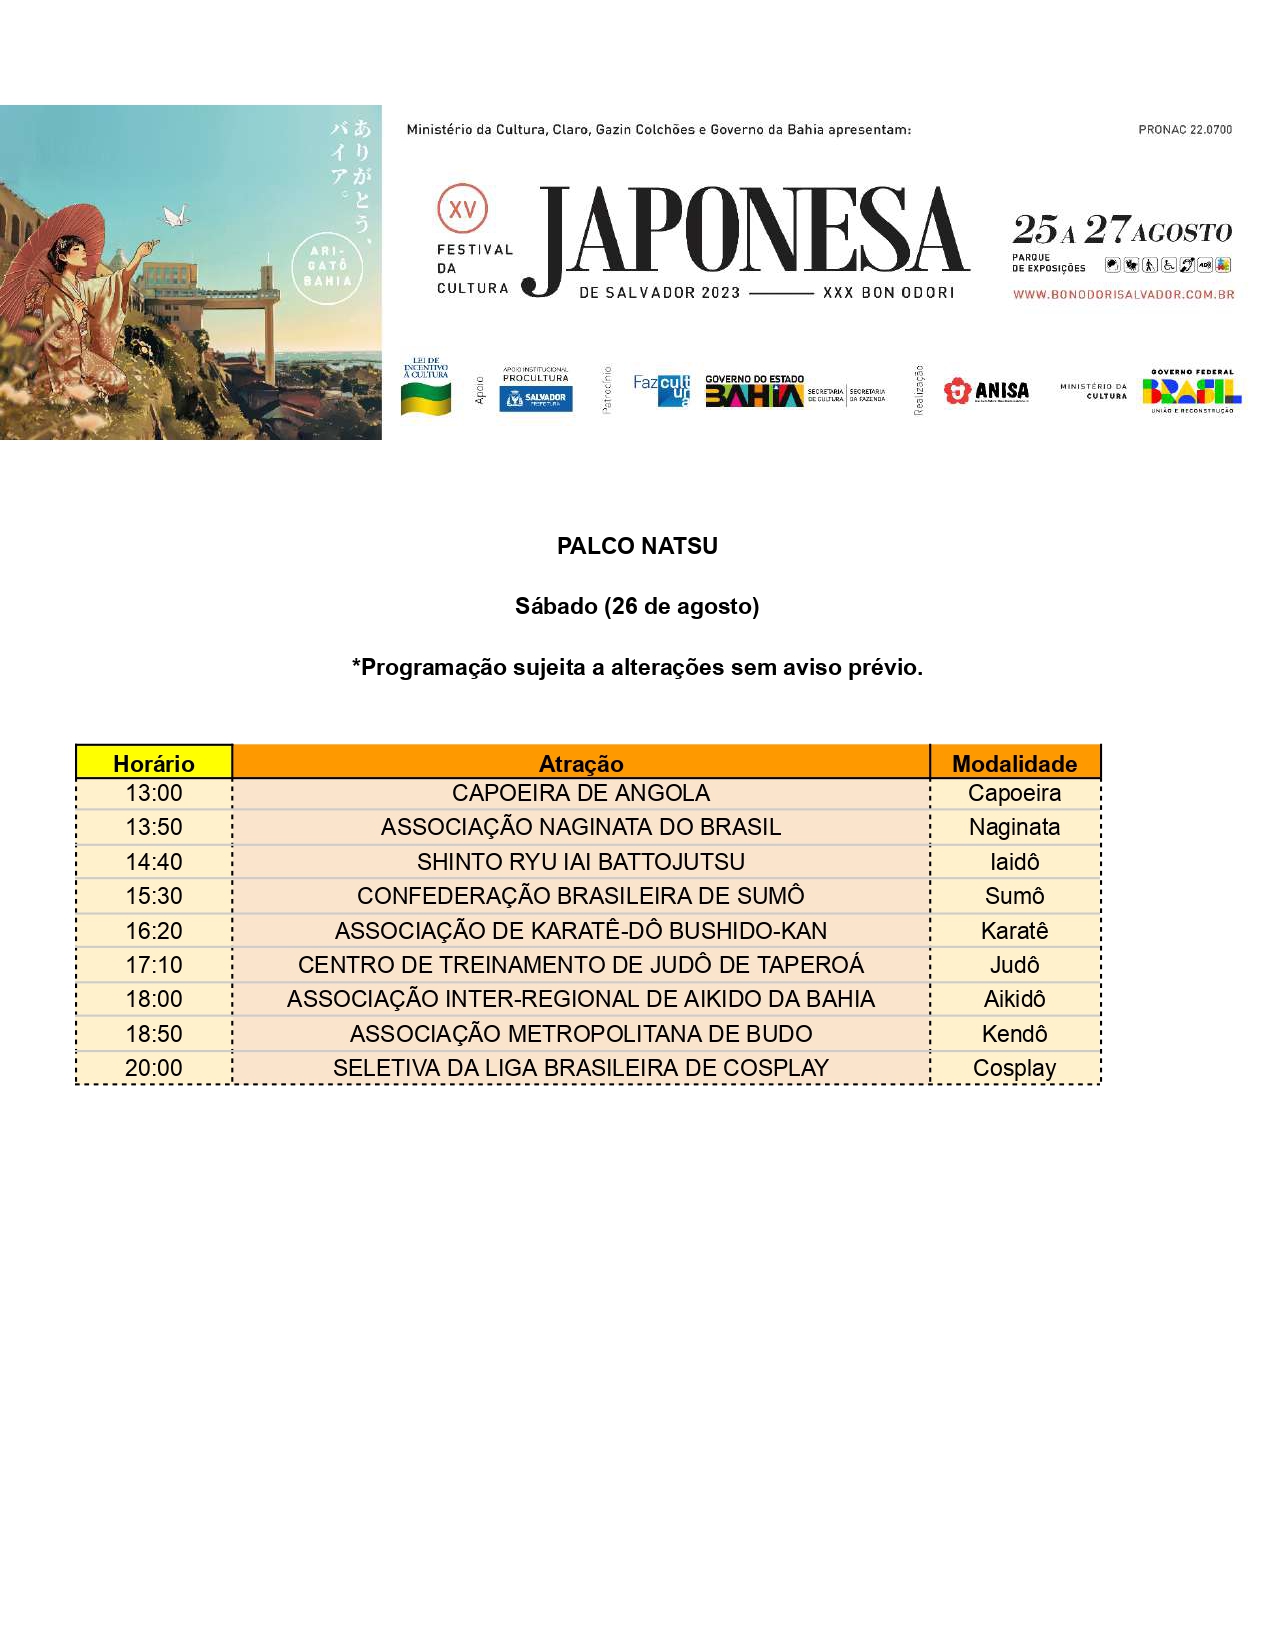 ありがとう、
バイア。
ARI-
GATÔ
BAHIA
Ministério da Cultura, Claro, Gazin Colchões e Governo da Bahia apresentam:
PRONAC 22.0700
XV
FESTIVAL
DA
CULTURA
JAPONESA
DE SALVADOR 2023 XXX BON ODORI
25 A 27 AGOSTO
PARQUE
DE EXPOSIÇÕES
WWW.BONODORISALVADOR.COM.BR
LEI DE
INCENTIVO
À CULTURA
Apoio
APOIO INSTITUCIONAL
PROCULTURA
SALVADOR
PREFEITURA
Patrocínio
Fazcultura
GOVERNO DO ESTADO
BAHIA
SECRETARIA
DE CULTURA
SECRETARIA
DA FAZENDA
Realização
ANISA
MINISTÉRIO DA
CULTURA
GOVERNO FEDERAL
BRASIL
UNIÃO E RECONSTRUÇÃO
PALCO NATSU
Sábado (26 de agosto)
*Programação sujeita a alterações sem aviso prévio.
Horário Atração Modalidade
13:00 CAPOEIRA DE ANGOLA Capoeira
13:50 ASSOCIAÇÃO NAGINATA DO BRASIL Naginata
14:40 SHINTO RYU IAI BATTOJUTSU Iaidô
15:30 CONFEDERAÇÃO BRASILEIRA DE SUMÔ Sumô
16:20 ASSOCIAÇÃO DE KARATÊ-DÔ BUSHIDO-KAN Karatê
17:10 CENTRO DE TREINAMENTO DE JUDÔ DE TAPEROÁ Judô
18:00 ASSOCIAÇÃO INTER-REGIONAL DE AIKIDO DA BAHIA Aikidô
18:50 ASSOCIAÇÃO METROPOLITANA DE BUDO Kendô
20:00 SELETIVA DA LIGA BRASILEIRA DE COSPLAY Cosplay